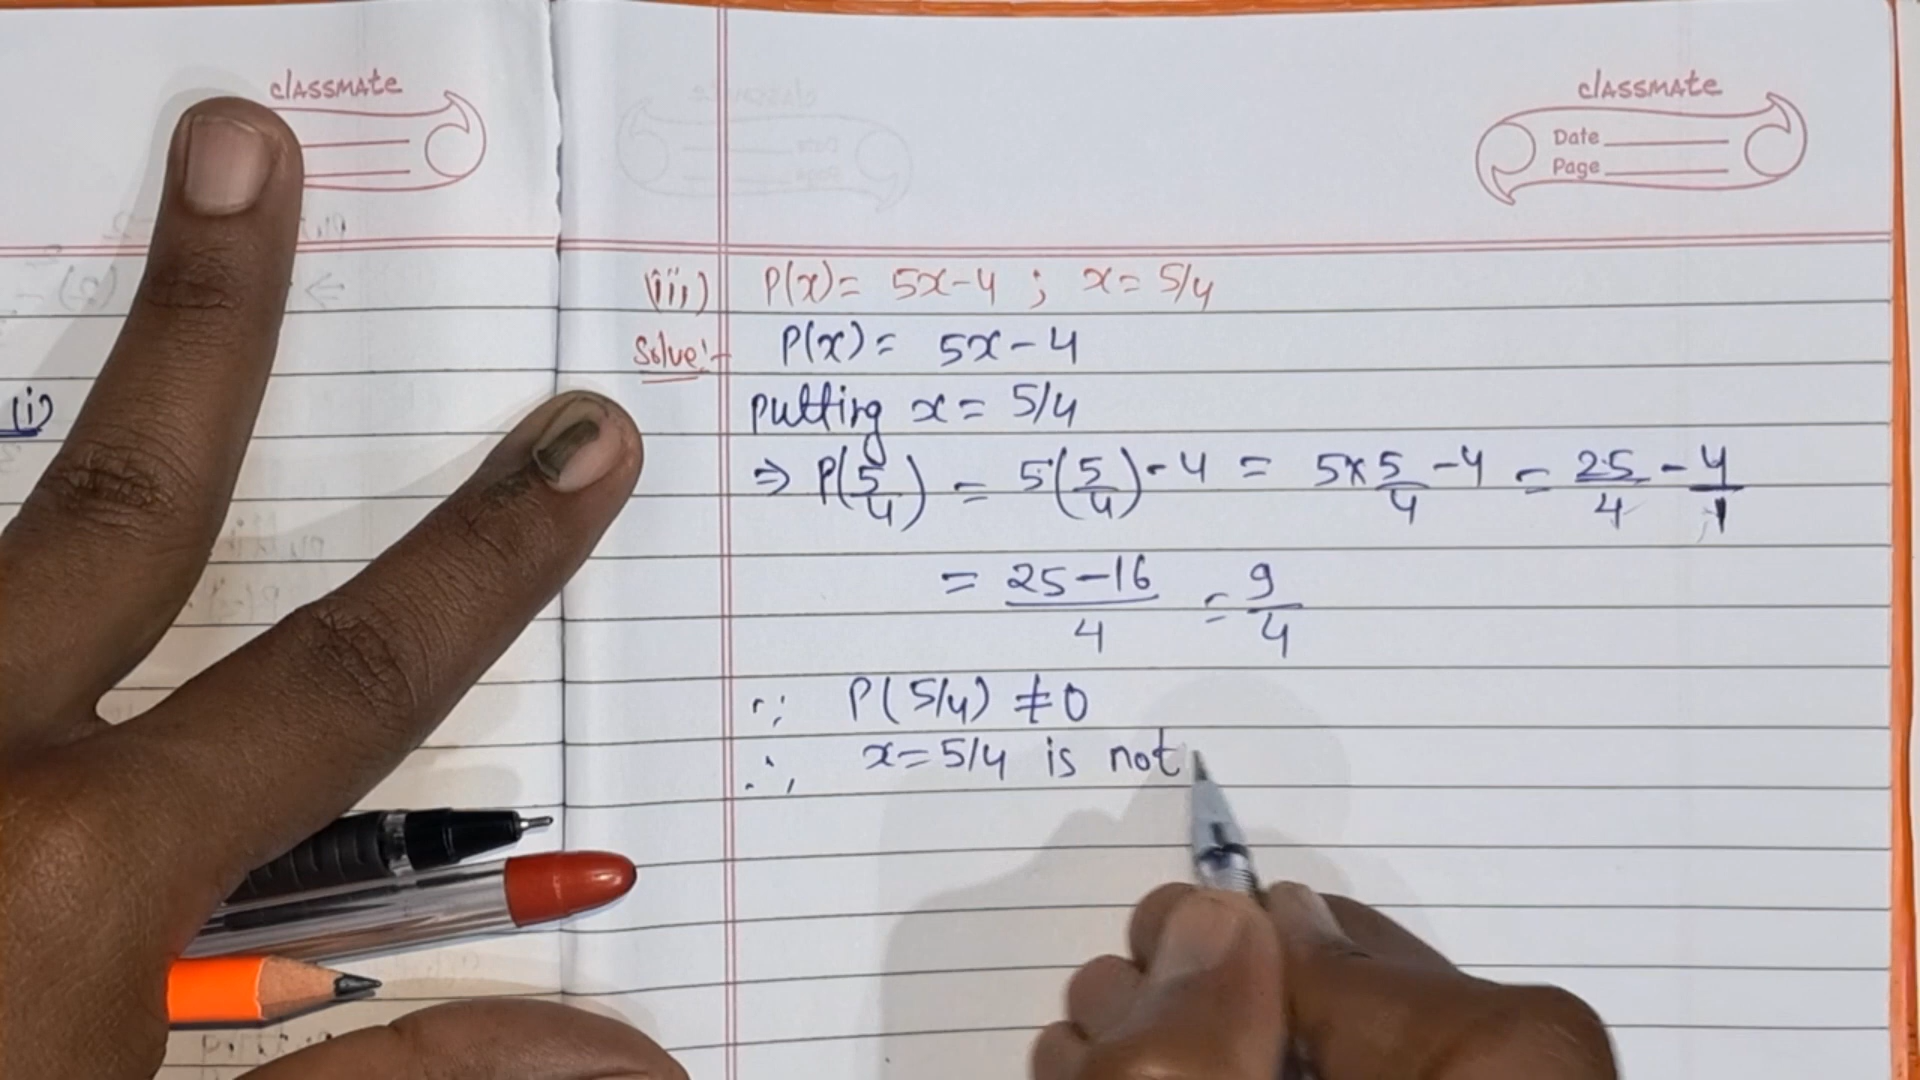 classmate
classmate
Date
Page
(i)
(iii) P(x) = 5x-4 ; x = 5/4
Solve:- P(x) = 5x - 4
putting x = 5/4
⇒ P(5/4) = 5(5/4) - 4 = 5×5/4 - 4 = 25/4 - 4/1
= 25-16/4 = 9/4
∵ P(5/4) ≠ 0
∴ x = 5/4 is not